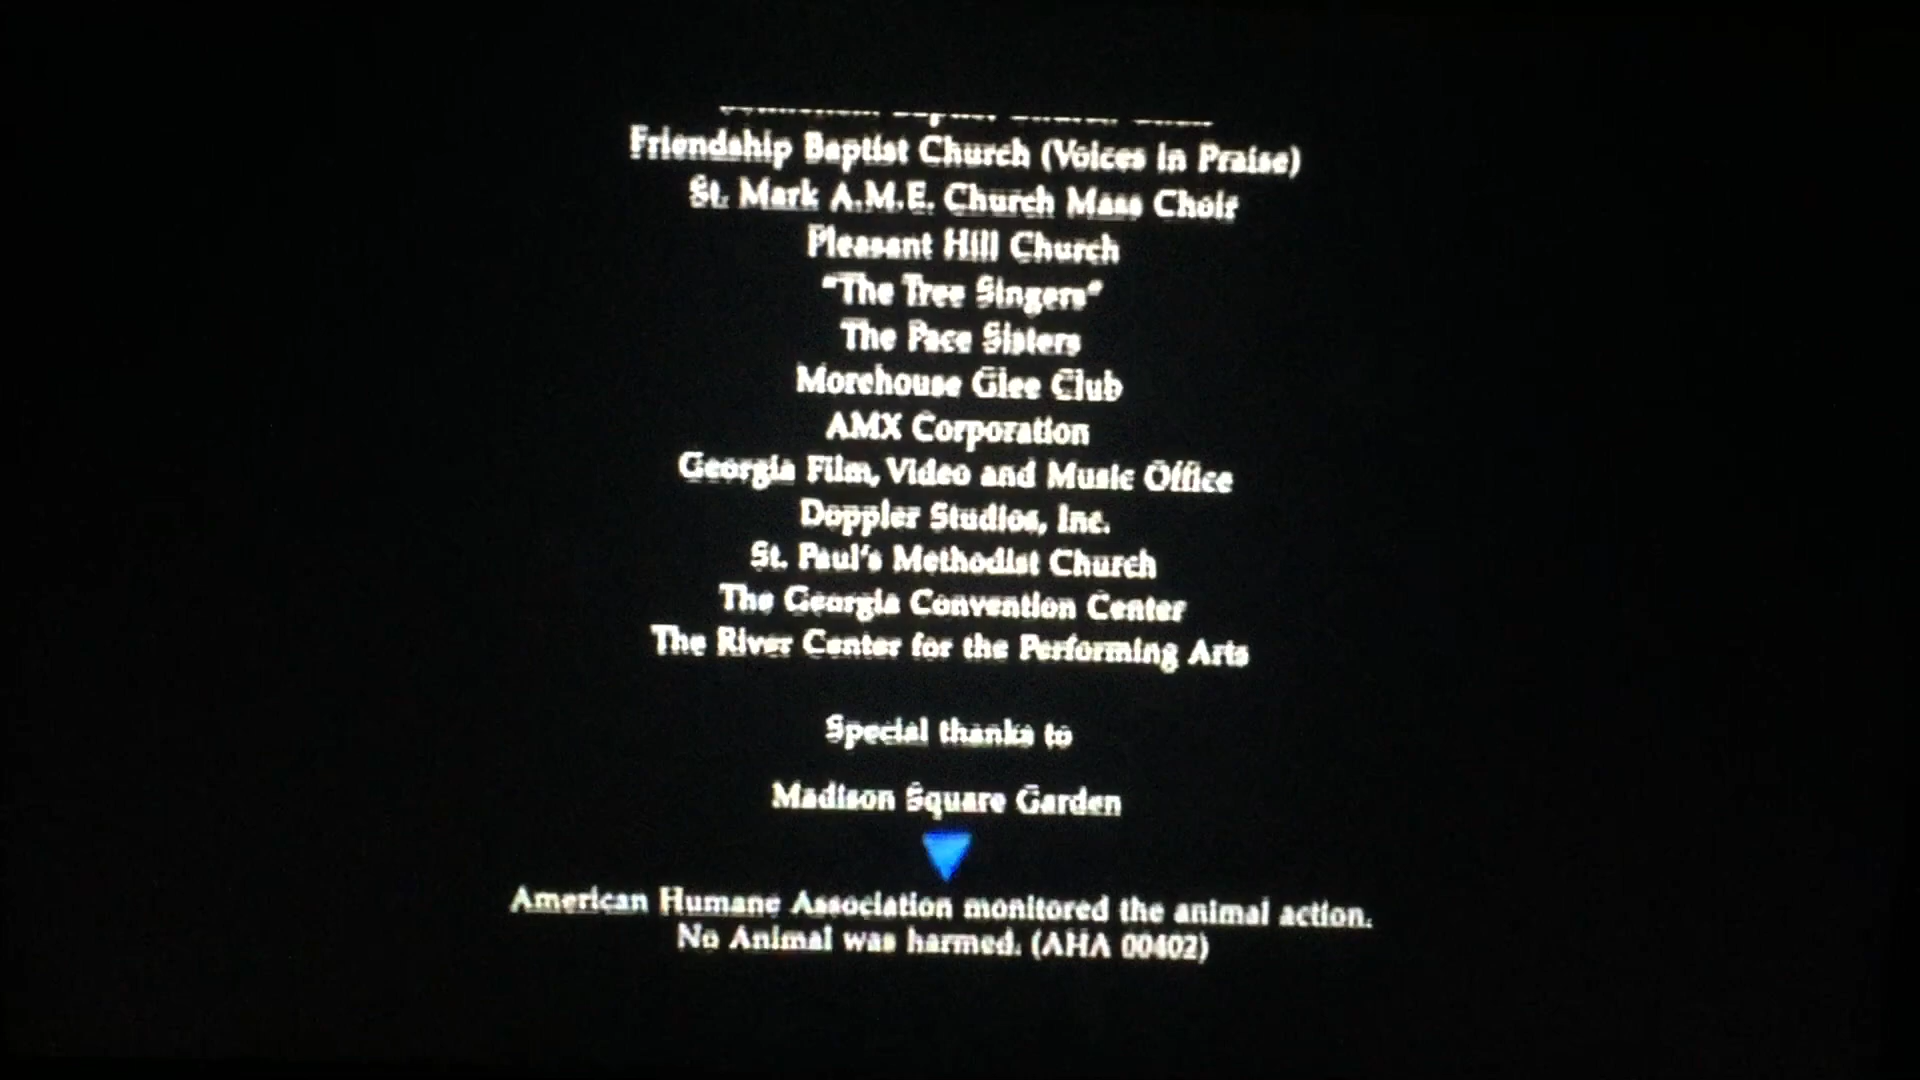 Baptist Church
Friendship Baptist Church (Voices in Praise)
St. Mark A.M.E. Church Mass Choir
Pleasant Hill Church
"The Tree Singers"
The Pace Sisters
Morehouse Glee Club
AMX Corporation
Georgia Film, Video and Music Office
Doppler Studios, Inc.
St. Paul's Methodist Church
The Georgia Convention Center
The River Center for the Performing Arts
Special thanks to
Madison Square Garden
American Humane Association monitored the animal action.
No Animal was harmed. (AHA 00402)